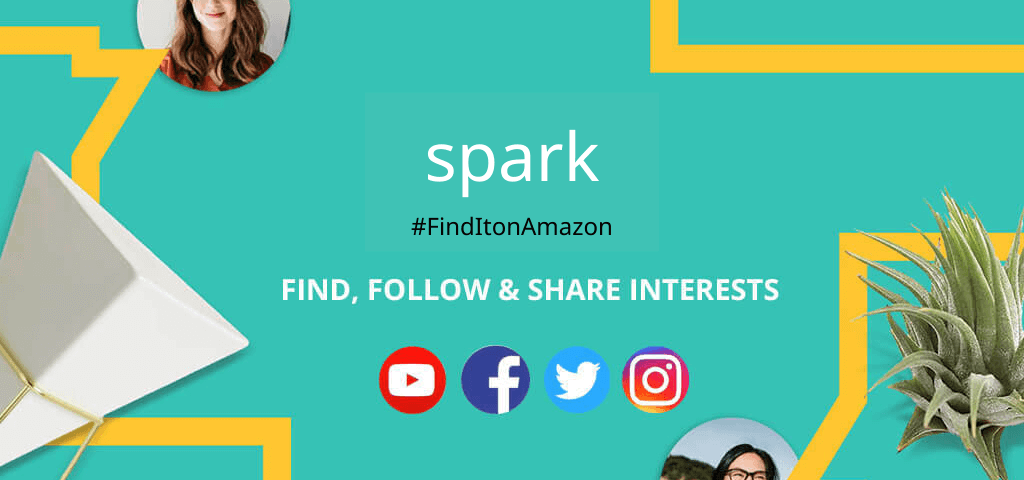 spark
#FindItonAmazon
FIND, FOLLOW & SHARE INTERESTS